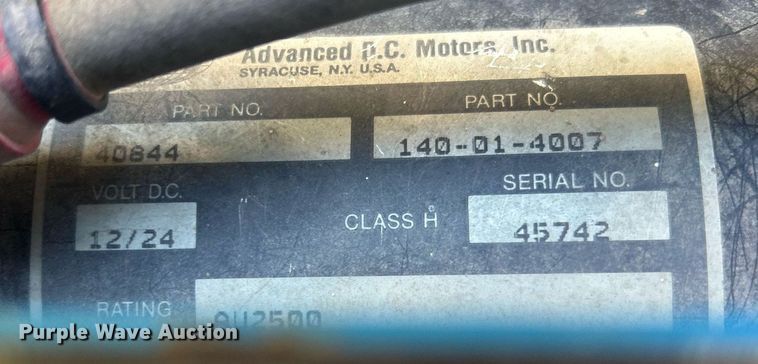 Advanced D.C. Motors, Inc.
SYRACUSE, N.Y. U.S.A.
PART NO. PART NO.
40844 140-01-4007
VOLT D.C. SERIAL NO.
12/24 CLASS H 45742
RATING
Purple Wave Auction